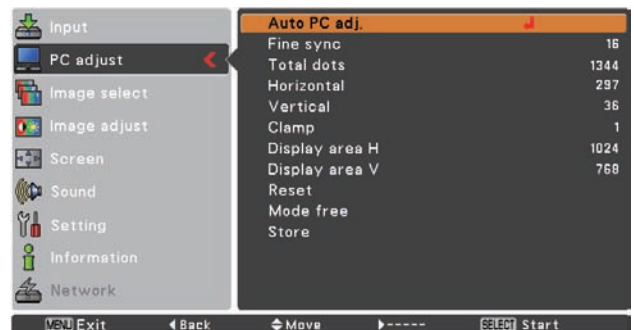 Input
PC adjust
Image select
Image adjust
Screen
Sound
Setting
Information
Network
Auto PC adj.
Fine sync 16
Total dots 1344
Horizontal 297
Vertical 36
Clamp 1
Display area H 1024
Display area V 768
Reset
Mode free
Store
MENU Exit ◀Back ◆Move ▶----- SELECT Start